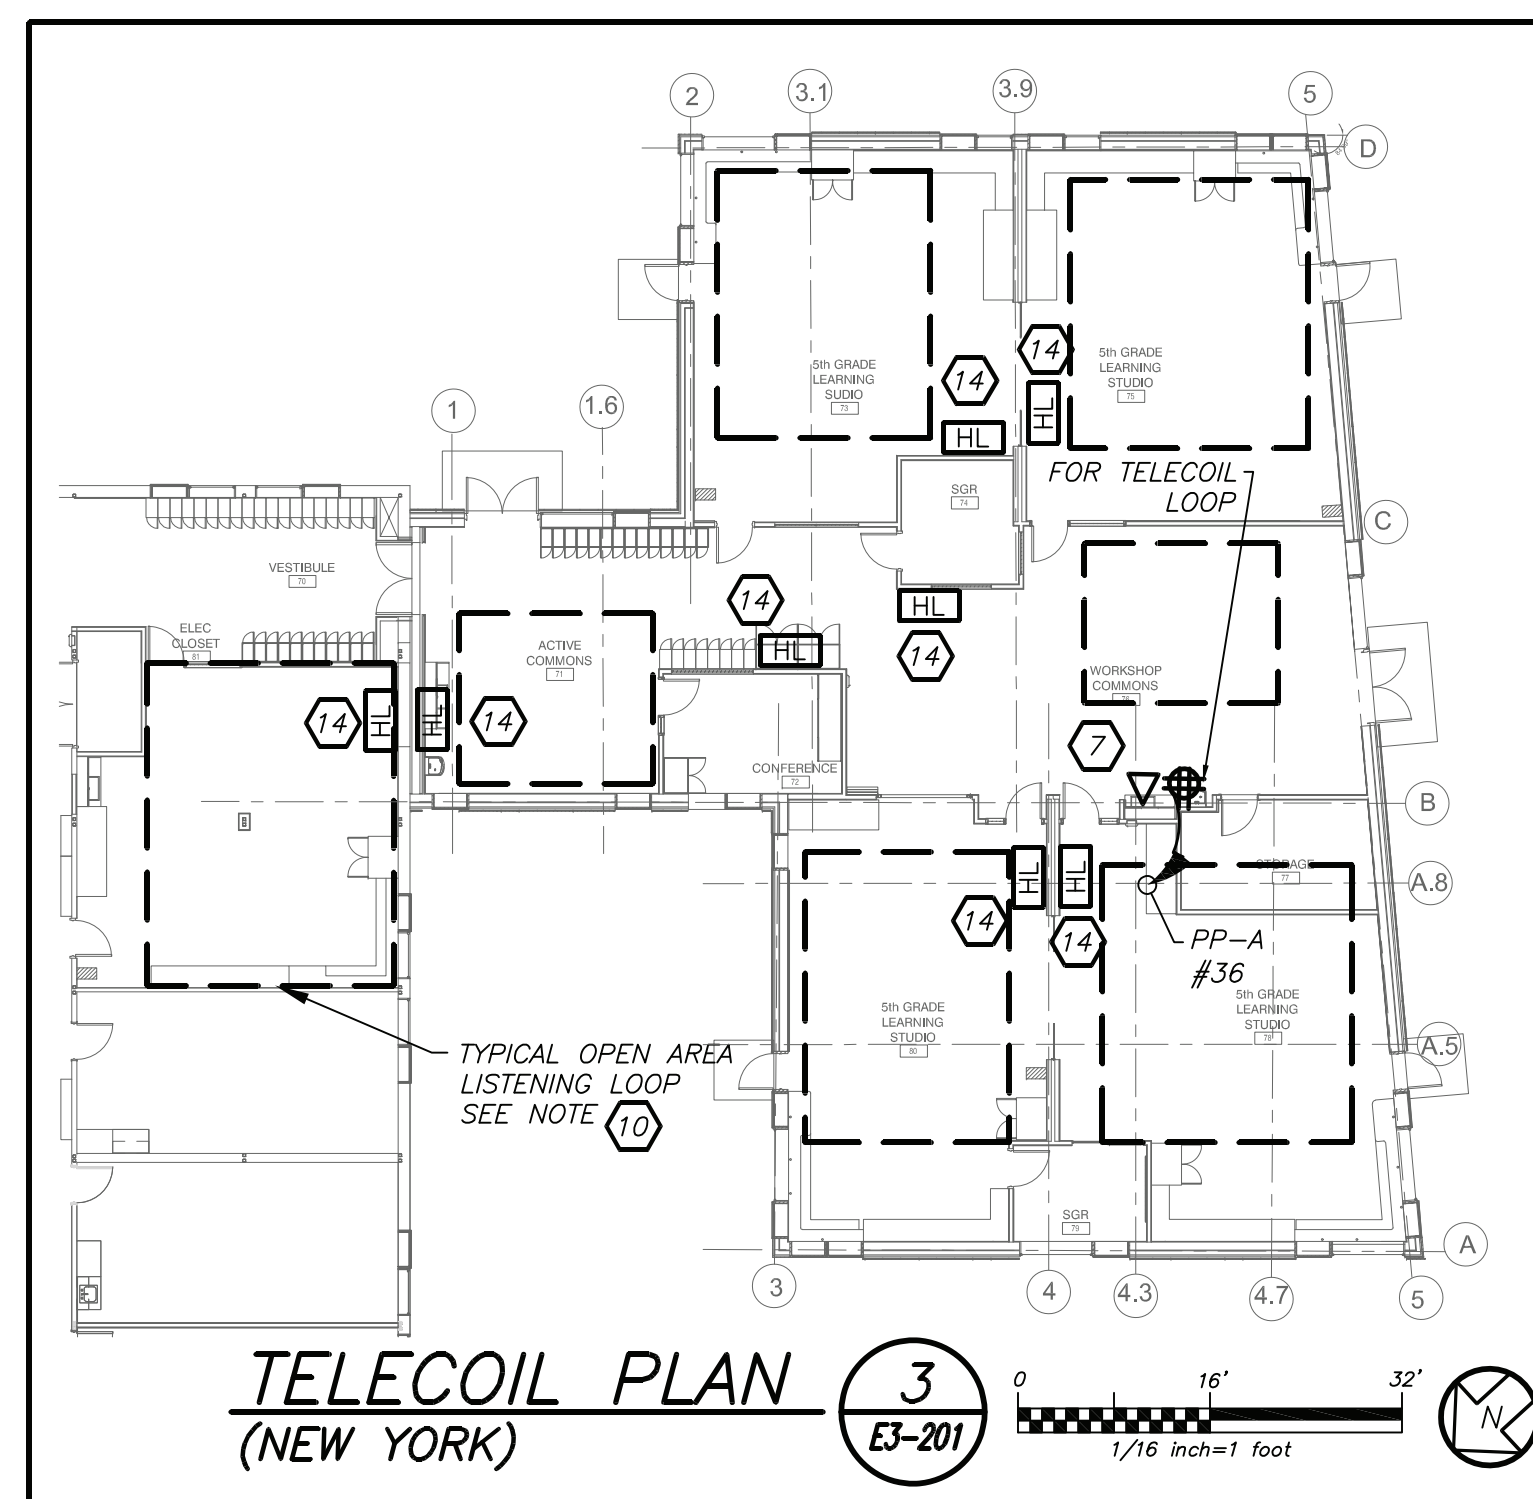 2
3.1
3.9
5
D
5th GRADE
LEARNING
SUDIO
73
5th GRADE
LEARNING
STUDIO
75
14
14
HL
HL
1
1.6
FOR TELECOIL
LOOP
SGR
74
C
VESTIBULE
70
ELEC
CLOSET
81
14
HL
HL
14
ACTIVE
COMMONS
71
WORKSHOP
COMMONS
76
14
HL
HL
14
7
CONFERENCE
72
B
STORAGE
77
A.8
HL
HL
14
14
PP-A
#36
5th GRADE
LEARNING
STUDIO
80
5th GRADE
LEARNING
STUDIO
78
A.5
TYPICAL OPEN AREA
LISTENING LOOP
SEE NOTE 10
SGR
79
A
3
4
4.3
4.7
5
TELECOIL PLAN
(NEW YORK)
3
E3-201
0 16' 32'
1/16 inch=1 foot
N